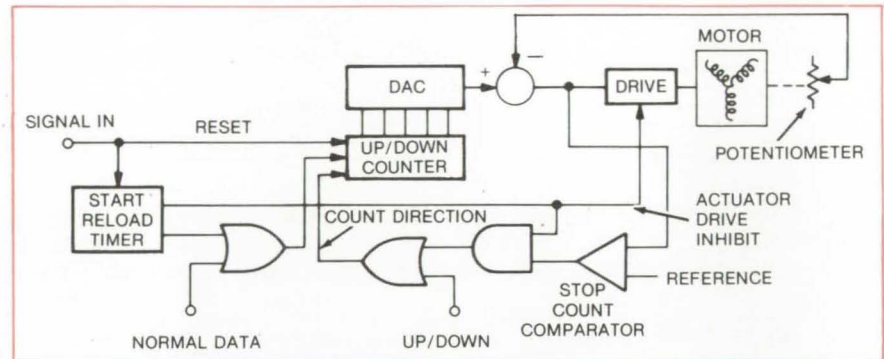 MOTOR
DAC
+
−
DRIVE
SIGNAL IN
RESET
UP/DOWN
COUNTER
POTENTIOMETER
START
RELOAD
TIMER
COUNT DIRECTION
ACTUATOR
DRIVE
INHIBIT
REFERENCE
STOP
COUNT
COMPARATOR
NORMAL DATA
UP/DOWN